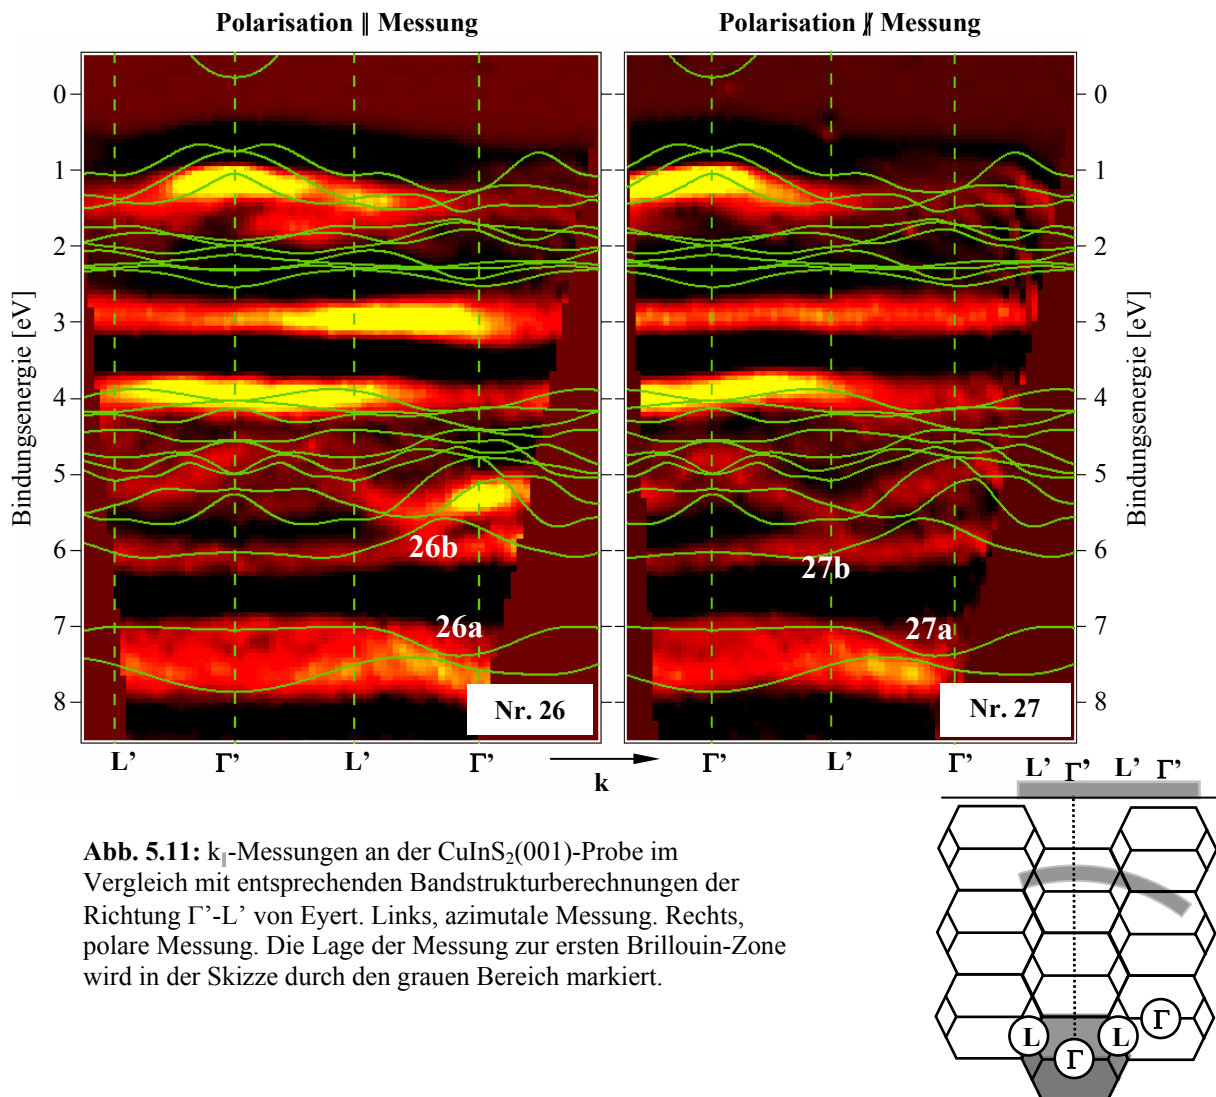 Polarisation ∥ Messung
Polarisation ∦ Messung
0
1
2
3
4
5
6
7
8
Bindungsenergie [eV]
26b
26a
Nr. 26
L’ Γ’ L’ Γ’
k
27b
27a
Nr. 27
Γ’ L’ Γ’
0
1
2
3
4
5
6
7
8
Bindungsenergie [eV]
L’ Γ’ L’ Γ’
L Γ L Γ
Abb. 5.11: k∥-Messungen an der CuInS₂(001)-Probe im
Vergleich mit entsprechenden Bandstrukturberechnungen der
Richtung Γ’-L’ von Eyert. Links, azimutale Messung. Rechts,
polare Messung. Die Lage der Messung zur ersten Brillouin-Zone
wird in der Skizze durch den grauen Bereich markiert.